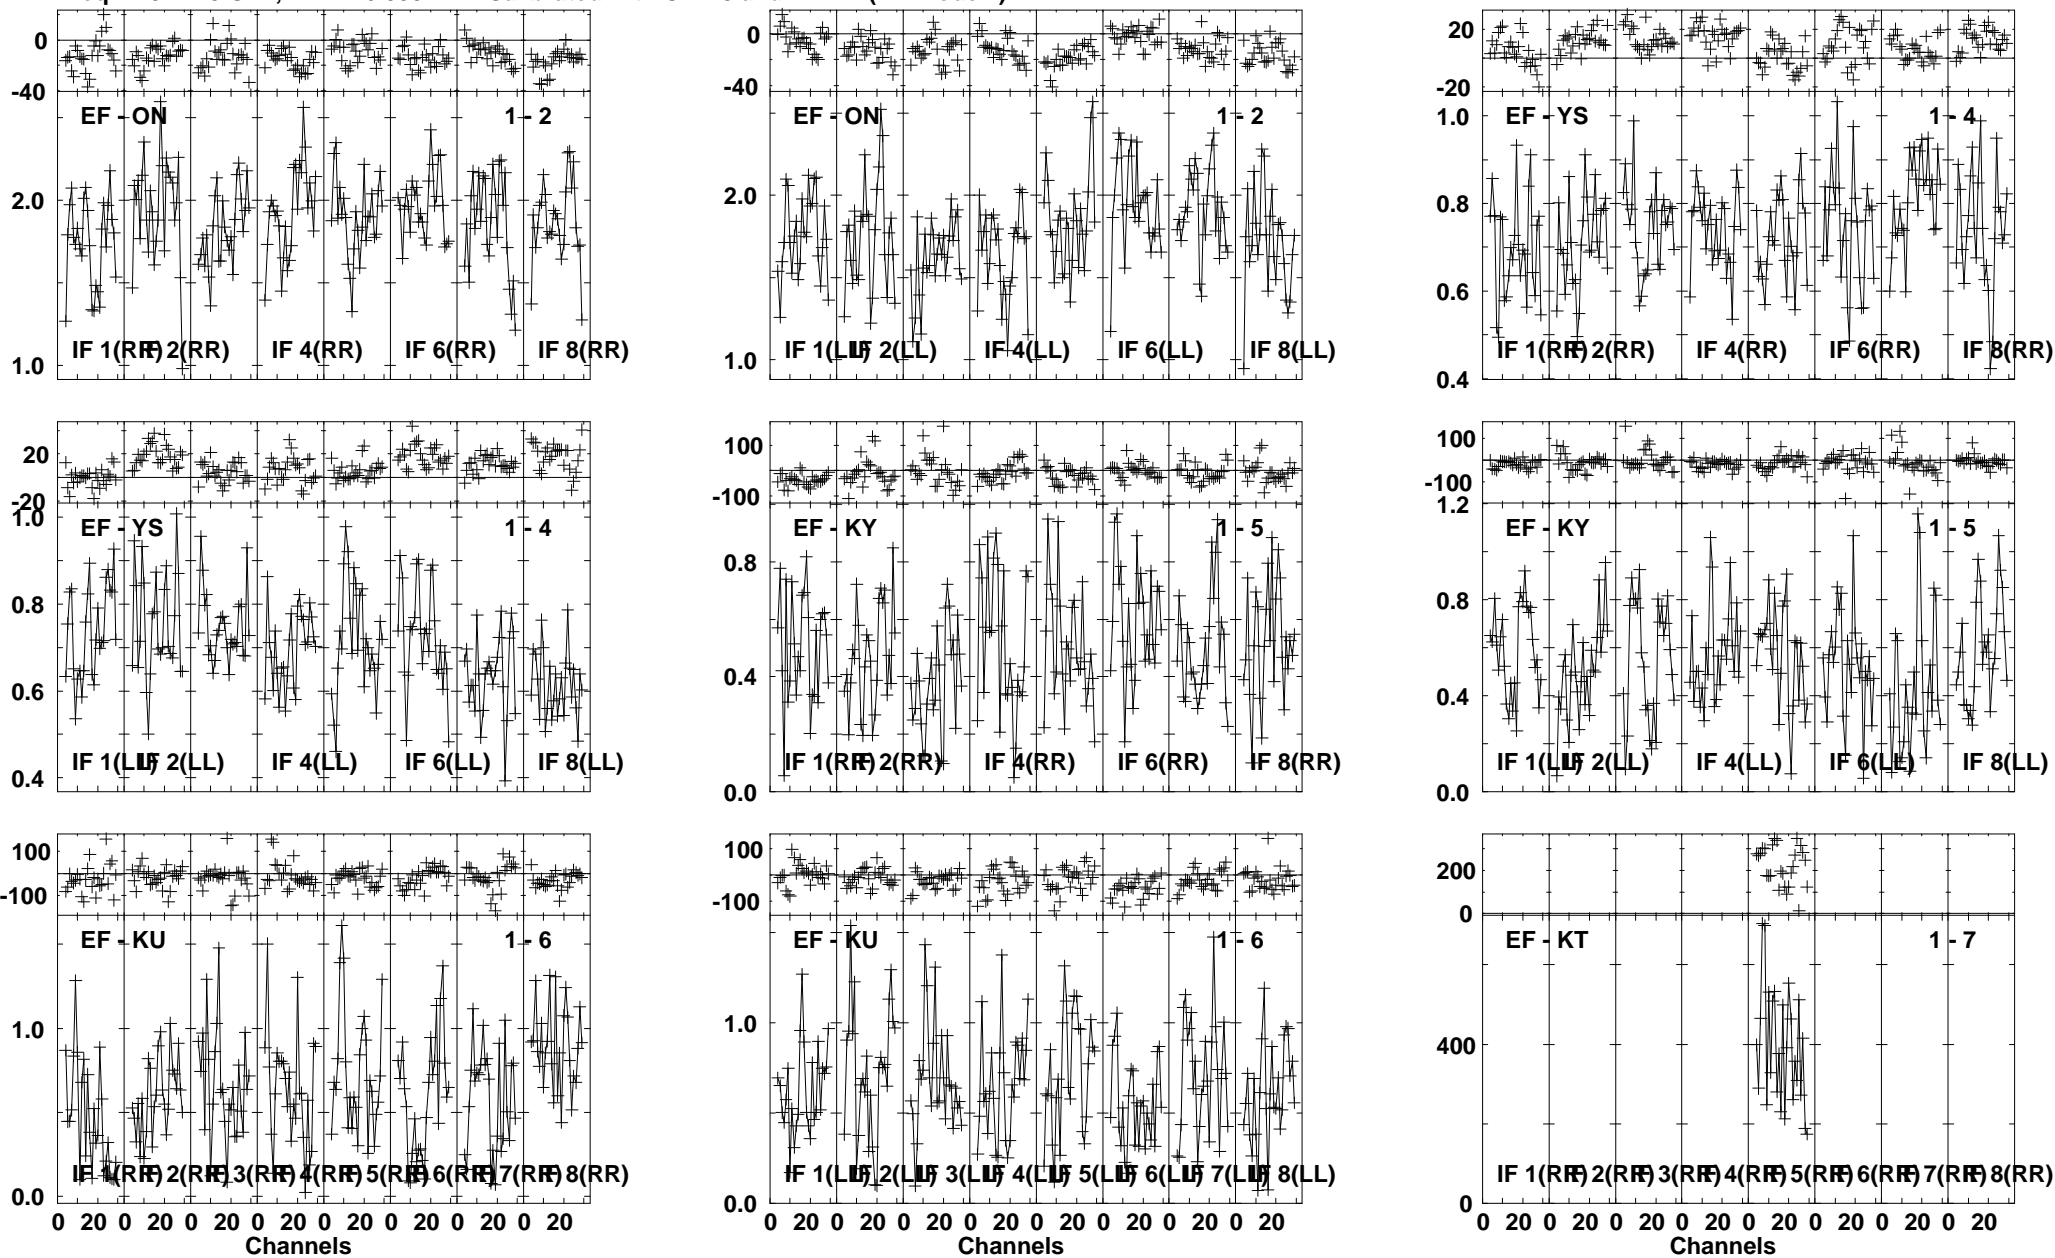 0
-40
EF - ON
1 - 2
2.0
1.0
IF 1(RR)
IF 2(RR)
IF 4(RR)
IF 6(RR)
IF 8(RR)
0
-40
EF - ON
1 - 2
2.0
1.0
IF 1(LL)
IF 2(LL)
IF 4(LL)
IF 6(LL)
IF 8(LL)
20
-20
EF - YS
1 - 4
1.0
0.8
0.6
0.4
IF 1(RR)
IF 2(RR)
IF 4(RR)
IF 6(RR)
IF 8(RR)
20
-20
EF - YS
1 - 4
1.0
0.8
0.6
0.4
IF 1(LL)
IF 2(LL)
IF 4(LL)
IF 6(LL)
IF 8(LL)
100
-100
EF - KY
1 - 5
0.8
0.4
0.0
IF 1(RR)
IF 2(RR)
IF 4(RR)
IF 6(RR)
IF 8(RR)
100
-100
EF - KY
1 - 5
1.2
0.8
0.4
0.0
IF 1(LL)
IF 2(LL)
IF 4(LL)
IF 6(LL)
IF 8(LL)
100
-100
EF - KU
1 - 6
1.0
0.0
IF 1(RR)
IF 2(RR)
IF 3(RR)
IF 4(RR)
IF 5(RR)
IF 6(RR)
IF 7(RR)
IF 8(RR)
0 20 0 20 0 20 0 20 0 20 0 20 0 20 0 20
Channels
100
-100
EF - KU
1 - 6
1.0
0.0
IF 1(LL)
IF 2(LL)
IF 3(LL)
IF 4(LL)
IF 5(LL)
IF 6(LL)
IF 7(LL)
IF 8(LL)
0 20 0 20 0 20 0 20 0 20 0 20 0 20 0 20
Channels
200
0
EF - KT
1 - 7
400
0
IF 1(RR)
IF 2(RR)
IF 3(RR)
IF 4(RR)
IF 5(RR)
IF 6(RR)
IF 7(RR)
IF 8(RR)
0 20 0 20 0 20 0 20 0 20 0 20 0 20 0 20
Channels